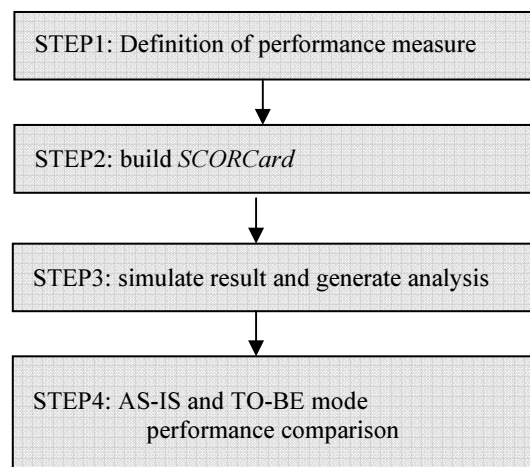 STEP1: Definition of performance measure
STEP2: build SCORCard
STEP3: simulate result and generate analysis
STEP4: AS-IS and TO-BE mode
performance comparison